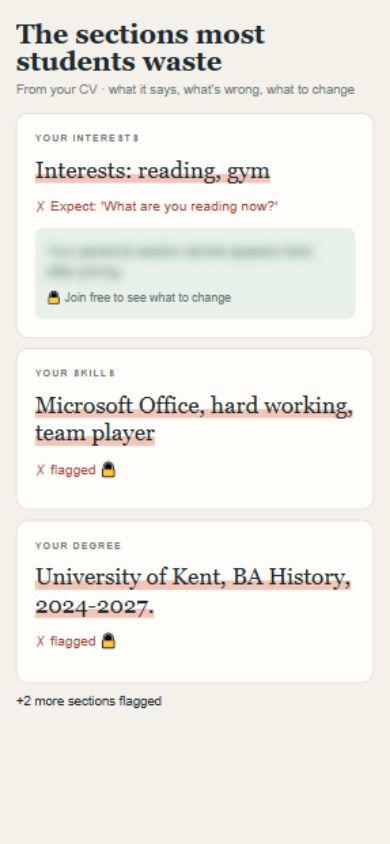 The sections most
students waste
From your CV · what it says, what's wrong, what to change
YOUR INTERESTS
Interests: reading, gym
✗ Expect: 'What are you reading now?'
🔒 Join free to see what to change
YOUR SKILLS
Microsoft Office, hard working,
team player
✗ flagged 🔒
YOUR DEGREE
University of Kent, BA History,
2024-2027.
✗ flagged 🔒
+2 more sections flagged